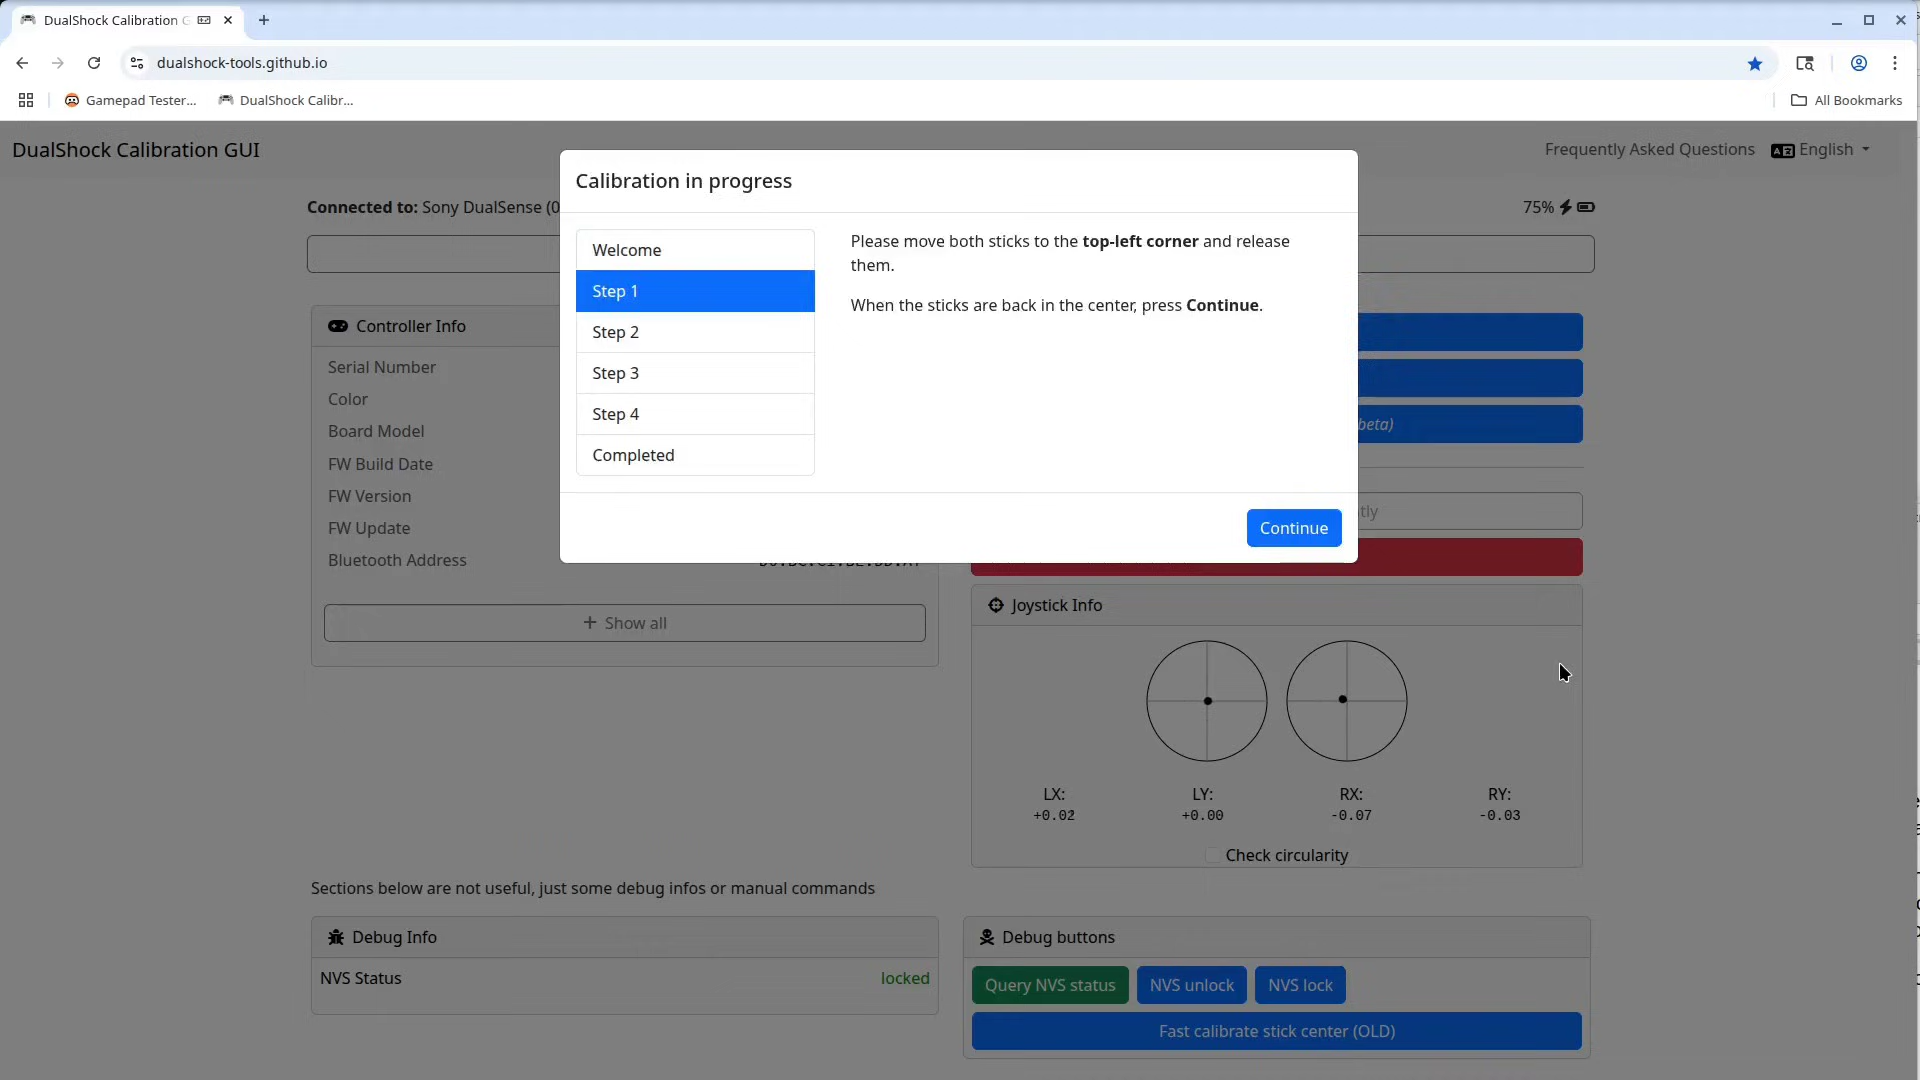 DualShock Calibration G
dualshock-tools.github.io
Gamepad Tester...
DualShock Calibr...
All Bookmarks
DualShock Calibration GUI
Frequently Asked Questions
English
Connected to: Sony DualSense (0
75%
Calibration in progress
Welcome
Step 1
Step 2
Step 3
Step 4
Completed
Please move both sticks to the top-left corner and release
them.
When the sticks are back in the center, press Continue.
Continue
Controller Info
Serial Number
Color
Board Model
FW Build Date
FW Version
FW Update
Bluetooth Address
Show all
beta)
tly
Joystick Info
LX:
+0.02
LY:
+0.00
RX:
-0.07
RY:
-0.03
Check circularity
Sections below are not useful, just some debug infos or manual commands
Debug Info
NVS Status
locked
Debug buttons
Query NVS status
NVS unlock
NVS lock
Fast calibrate stick center (OLD)